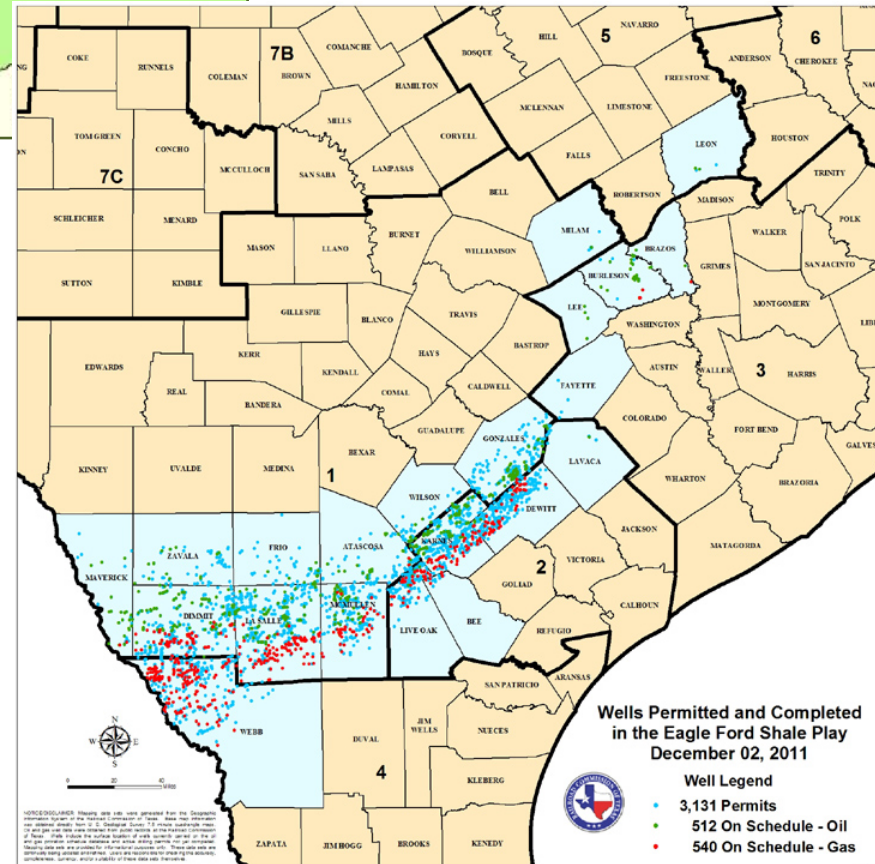 7B
COMANCHE
BOSQUE
HILL
5
NAVARRO
6
COKE
RUNNELS
COLEMAN
BROWN
HAMILTON
FREESTONE
ANDERSON
CHEROKEE
MILLS
MCLENNAN
LIMESTONE
TOM GREEN
CONCHO
CORYELL
LEON
HOUSTON
7C
MCCULLOCH
SAN SABA
LAMPASAS
FALLS
TRINITY
SCHLEICHER
MENARD
BELL
ROBERTSON
MADISON
POLK
MASON
LLANO
BURNET
MILAM
BRAZOS
WALKER
WILLIAMSON
GRIMES
SAN JACINTO
SUTTON
KIMBLE
BURLESON
MONTGOMERY
GILLESPIE
BLANCO
TRAVIS
LEE
WASHINGTON
BASTROP
KERR
HAYS
EDWARDS
KENDALL
AUSTIN
WALLER
3
HARRIS
REAL
COMAL
CALDWELL
FAYETTE
BANDERA
GUADALUPE
COLORADO
FORT BEND
KINNEY
UVALDE
MEDINA
BEXAR
1
GONZALES
LAVACA
WHARTON
BRAZORIA
WILSON
DEWITT
JACKSON
MATAGORDA
ZAVALA
FRIO
ATASCOSA
KARNES
VICTORIA
MAVERICK
2
GOLIAD
CALHOUN
DIMMIT
LA SALLE
MCMULLEN
LIVE OAK
BEE
REFUGIO
ARANSAS
SAN PATRICIO
WEBB
DUVAL
JIM
WELLS
NUECES
4
KLEBERG
ZAPATA
JIM HOGG
BROOKS
KENEDY
N
W
E
S
Wells Permitted and Completed
in the Eagle Ford Shale Play
December 02, 2011
Well Legend
3,131 Permits
512 On Schedule - Oil
540 On Schedule - Gas